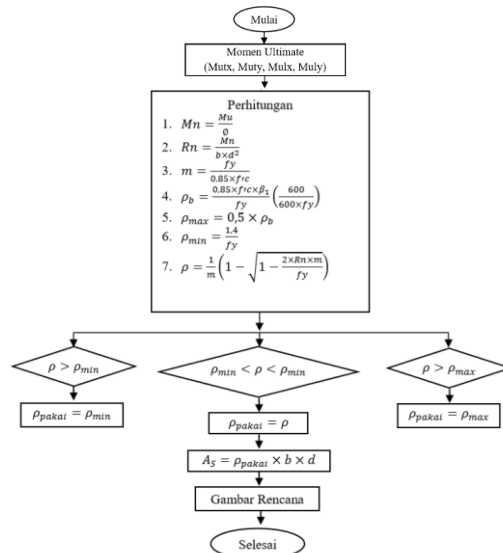 Mulai
Momen Ultimate
(Mutx, Muty, Mulx, Muly)
Perhitungan
1. Mn = Mu/∅
2. Rn = Mn/(b×d²)
3. m = fy/(0,85×f′c)
4. ρb = (0,85×f′c×β1)/fy (600/(600×fy))
5. ρmax = 0,5 × ρb
6. ρmin = 1,4/fy
7. ρ = 1/m (1 − √(1 − (2×Rn×m)/fy))
ρ > ρmin
ρmin < ρ < ρmin
ρ > ρmax
ρpakai = ρmin
ρpakai = ρ
ρpakai = ρmax
AS = ρpakai × b × d
Gambar Rencana
Selesai